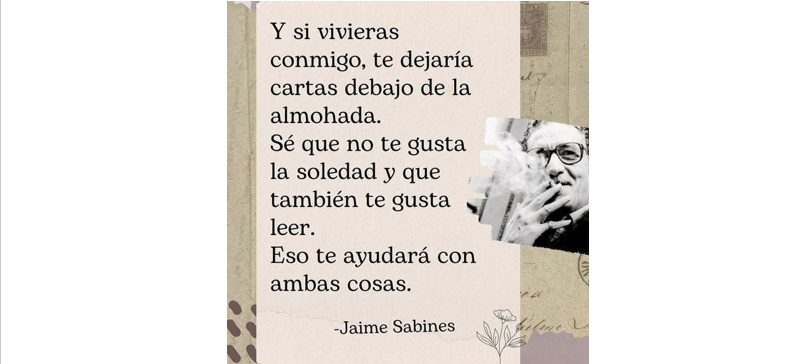 Y si vivieras
conmigo, te dejaría
cartas debajo de la
almohada.
Sé que no te gusta
la soledad y que
también te gusta
leer.
Eso te ayudará con
ambas cosas.
-Jaime Sabines